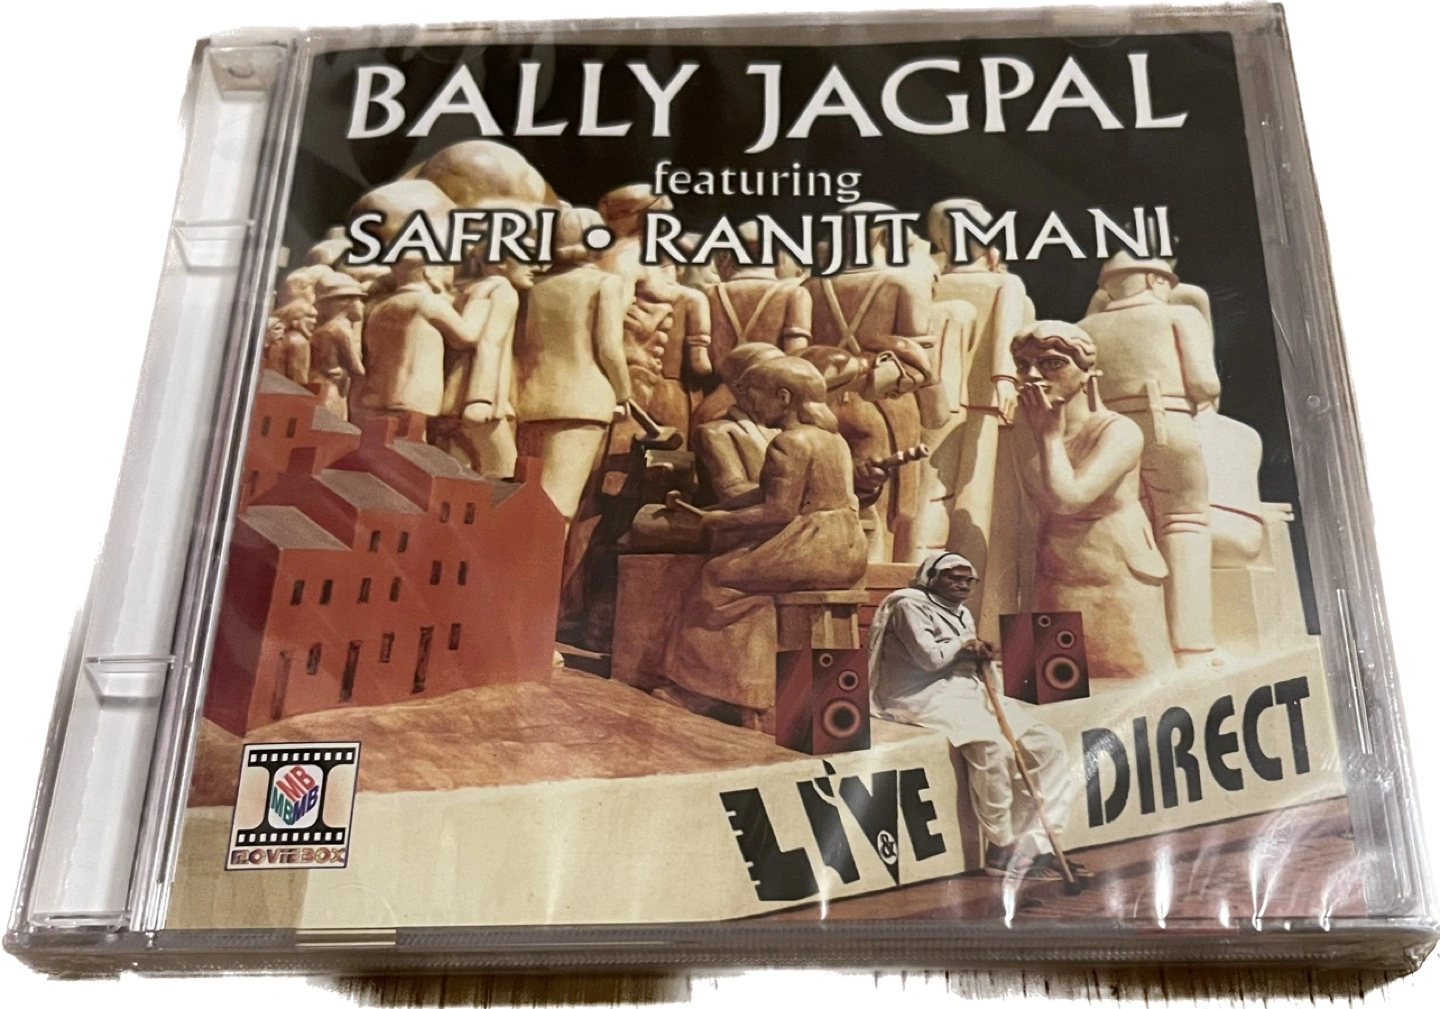 BALLY JAGPAL
featuring
SAFRI • RANJIT MANI
LIVE & DIRECT
MB
MB MB
MOVIEBOX